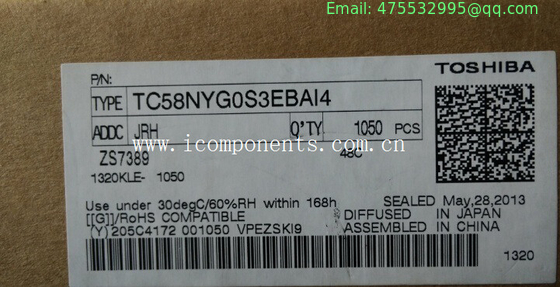 Email: 475532995@qq.com
P/N:
TOSHIBA
TYPE TC58NYG0S3EBAI4
ADDC JRH Q'TY 1050 PCS
www.icomponents.com.cn
ZS7389 48C
1320KLE- 1050
Use under 30degC/60%RH within 168h SEALED May,28,2013
[[G]]/RoHS COMPATIBLE DIFFUSED IN JAPAN
(Y)205C4172 001050 VPEZSKI9 ASSEMBLED IN CHINA
1320